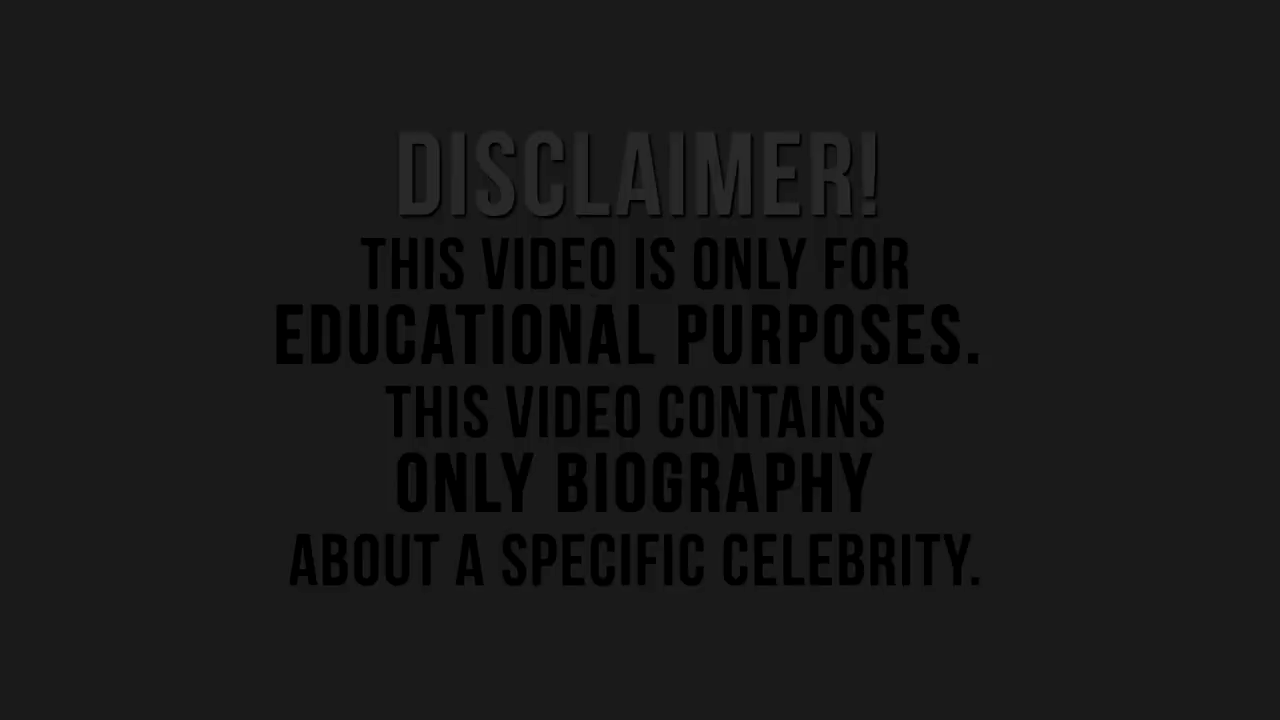 DISCLAIMER!
THIS VIDEO IS ONLY FOR
EDUCATIONAL PURPOSES.
THIS VIDEO CONTAINS
ONLY BIOGRAPHY
ABOUT A SPECIFIC CELEBRITY.